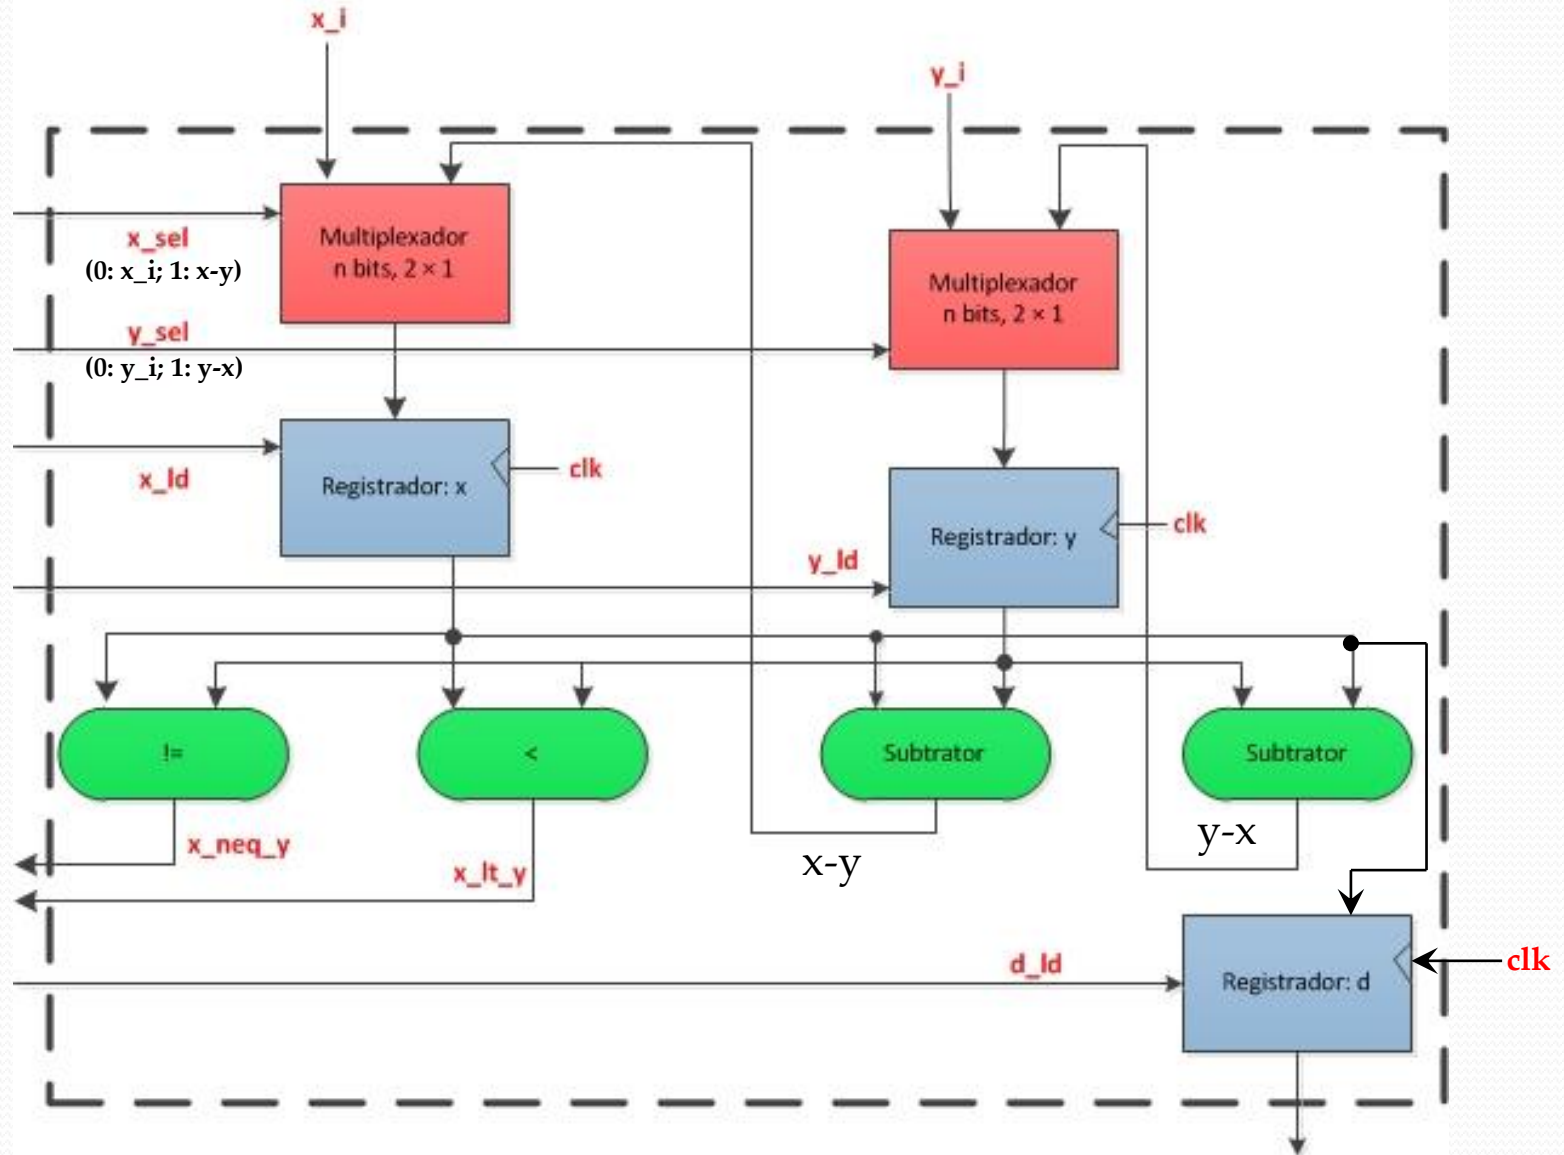 x_i
y_i
x_sel
(0: x_i; 1: x-y)
Multiplexador
n bits, 2 × 1
Multiplexador
n bits, 2 × 1
y_sel
(0: y_i; 1: y-x)
x_ld
Registrador: x
clk
y_ld
Registrador: y
clk
!=
<
Subtrator
Subtrator
x_neq_y
x_lt_y
x-y
y-x
d_ld
Registrador: d
clk